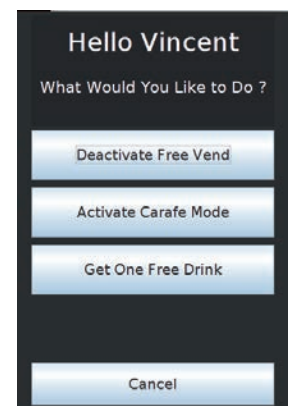 Hello Vincent
What Would You Like to Do ?
Deactivate Free Vend
Activate Carafe Mode
Get One Free Drink
Cancel